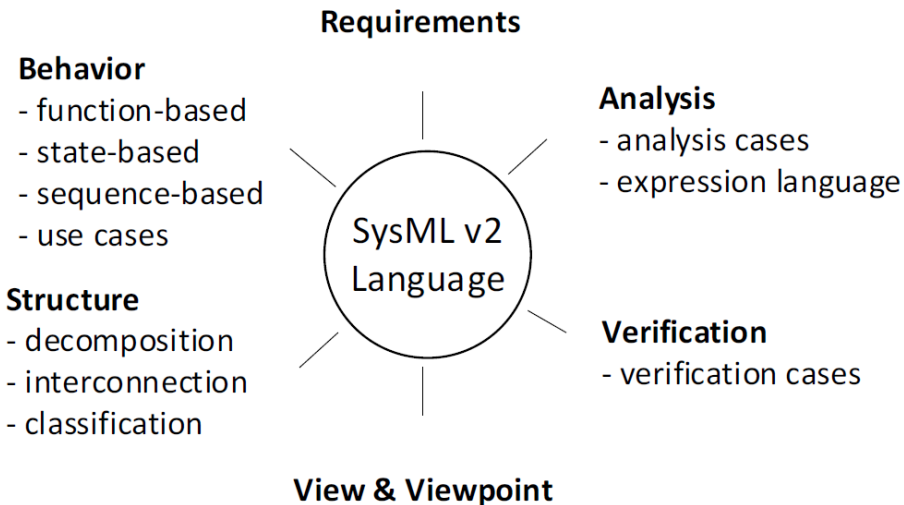 Requirements
Behavior
- function-based
- state-based
- sequence-based
- use cases
Analysis
- analysis cases
- expression language
SysML v2
Language
Structure
- decomposition
- interconnection
- classification
Verification
- verification cases
View & Viewpoint